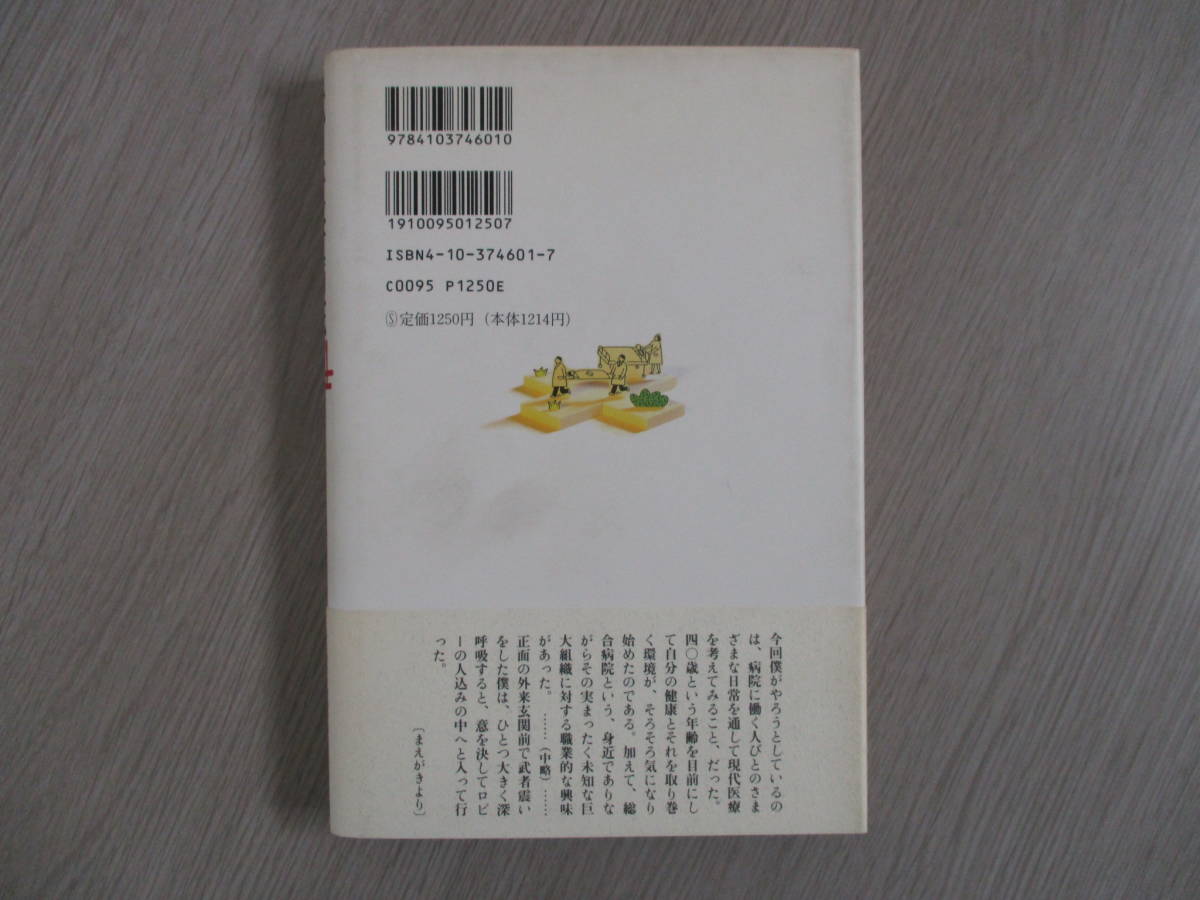 9784103746010
1910095012507
ISBN4-10-374601-7
C0095 P1250E
Ⓢ定価1250円（本体1214円）
今回僕がやろうとしているの
は、病院に働く人びとのさま
ざまな日常を通して現代医療
を考えてみること、だった。
四〇歳という年齢を目前にし
て自分の健康とそれを取り巻
く環境が、そろそろ気になり
始めたのである。加えて、総
合病院という、身近でありな
がらその実まったく未知な巨
大組織に対する職業的な興味
があった。……（中略）……
正面の外来玄関前で武者震い
をした僕は、ひとつ大きく深
呼吸すると、意を決してロビ
ーの人込みの中へと入って行
った。
〔まえがきより〕